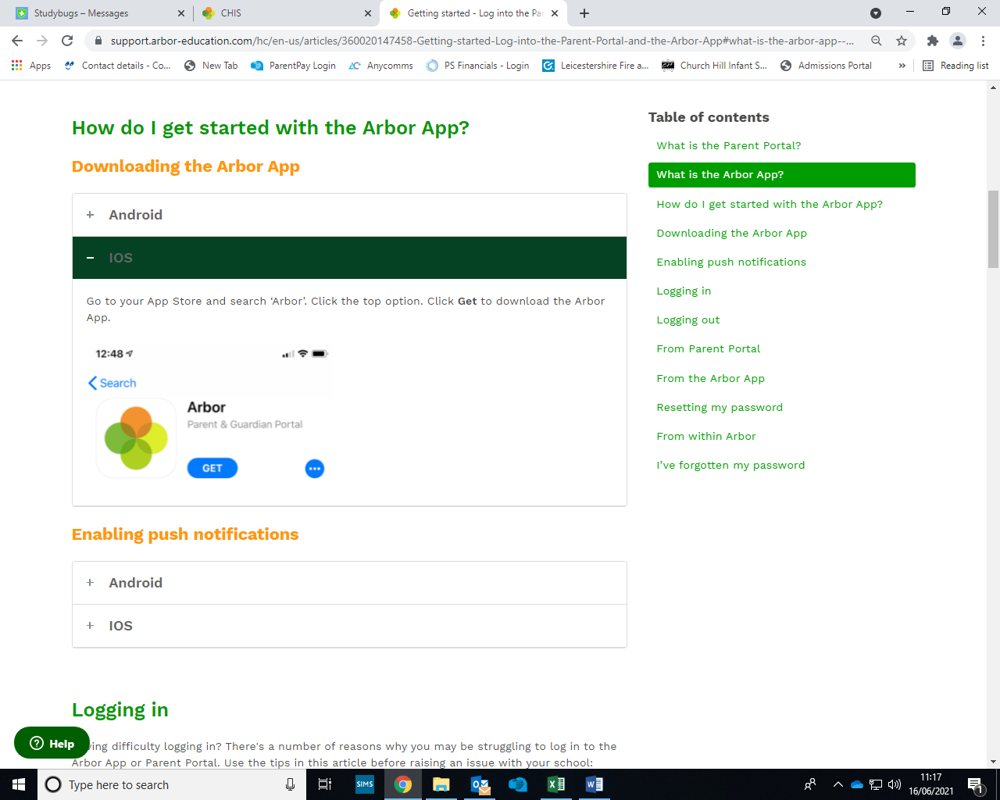 Studybugs – Messages
CHIS
Getting started - Log into the Pa
support.arbor-education.com/hc/en-us/articles/360020147458-Getting-started-Log-into-the-Parent-Portal-and-the-Arbor-App#what-is-the-arbor-app--...
Apps
Contact details - Co...
New Tab
ParentPay Login
Anycomms
PS Financials - Login
Leicestershire Fire a...
Church Hill Infant S...
Admissions Portal
»
Reading list
How do I get started with the Arbor App?
Downloading the Arbor App
+ Android
− IOS
Go to your App Store and search ‘Arbor’. Click the top option. Click Get to download the Arbor
App.
12:48
Search
Arbor
Parent & Guardian Portal
GET
Enabling push notifications
+ Android
+ IOS
Logging in
ving difficulty logging in? There's a number of reasons why you may be struggling to log in to the
Arbor App or Parent Portal. Use the tips in this article before raising an issue with your school:
Help
Table of contents
What is the Parent Portal?
What is the Arbor App?
How do I get started with the Arbor App?
Downloading the Arbor App
Enabling push notifications
Logging in
Logging out
From Parent Portal
From the Arbor App
Resetting my password
From within Arbor
I’ve forgotten my password
Type here to search
SIMS
11:17
16/06/2021
1